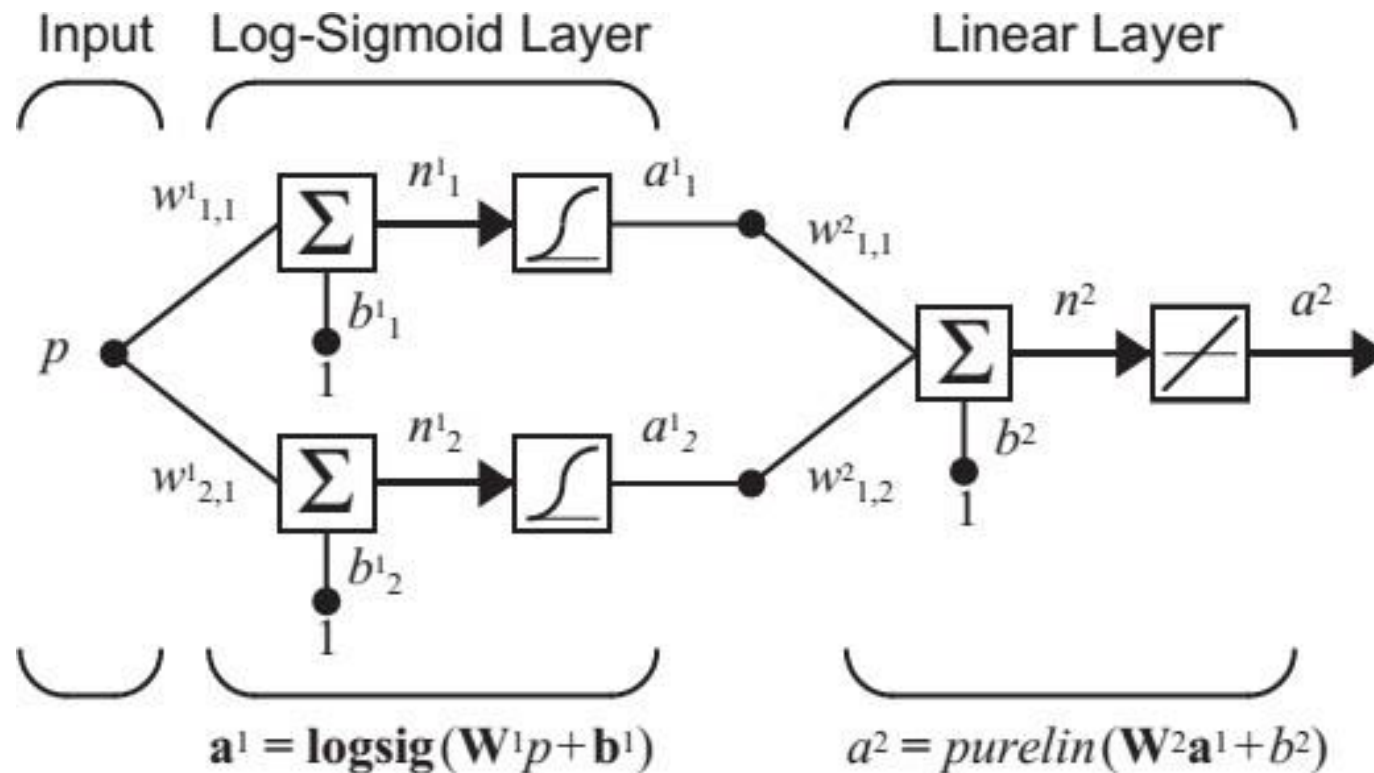 Input Log-Sigmoid Layer Linear Layer
w¹₁,₁ n¹₁ a¹₁ w²₁,₁
Σ
b¹₁
1
p
n² a²
Σ
b²
1
w¹₂,₁ n¹₂ a¹₂ w²₁,₂
Σ
b¹₂
1
a¹ = logsig(W¹p + b¹) a² = purelin(W²a¹ + b²)